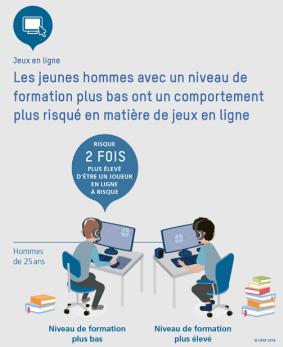 Jeux en ligne
Les jeunes hommes avec un niveau de
formation plus bas ont un comportement
plus risqué en matière de jeux en ligne
RISQUE
2 FOIS
PLUS ÉLEVÉ
D'ÊTRE UN JOUEUR
EN LIGNE
À RISQUE
Hommes
de 25 ans
Niveau de formation
plus bas
Niveau de formation
plus élevé